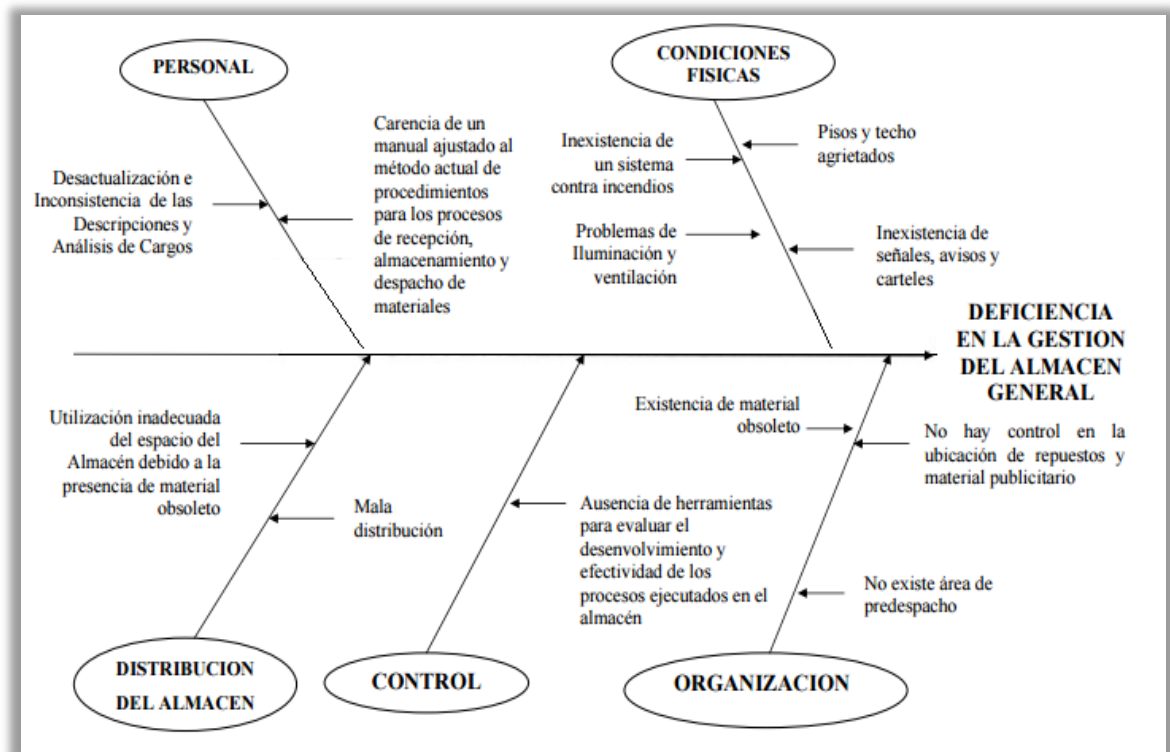 PERSONAL
CONDICIONES
FISICAS
Desactualización e
Inconsistencia de las
Descripciones y
Análisis de Cargos
Carencia de un
manual ajustado al
método actual de
procedimientos
para los procesos
de recepción,
almacenamiento y
despacho de
materiales
Inexistencia de
un sistema
contra incendios
Pisos y techo
agrietados
Problemas de
Iluminación y
ventilación
Inexistencia de
señales, avisos y
carteles
DEFICIENCIA
EN LA GESTION
DEL ALMACEN
GENERAL
Utilización inadecuada
del espacio del
Almacén debido a la
presencia de material
obsoleto
Mala
distribución
Ausencia de herramientas
para evaluar el
desenvolvimiento y
efectividad de los
procesos ejecutados en el
almacén
Existencia de material
obsoleto
No hay control en la
ubicación de repuestos y
material publicitario
No existe área de
predespacho
DISTRIBUCION
DEL ALMACEN
CONTROL
ORGANIZACION